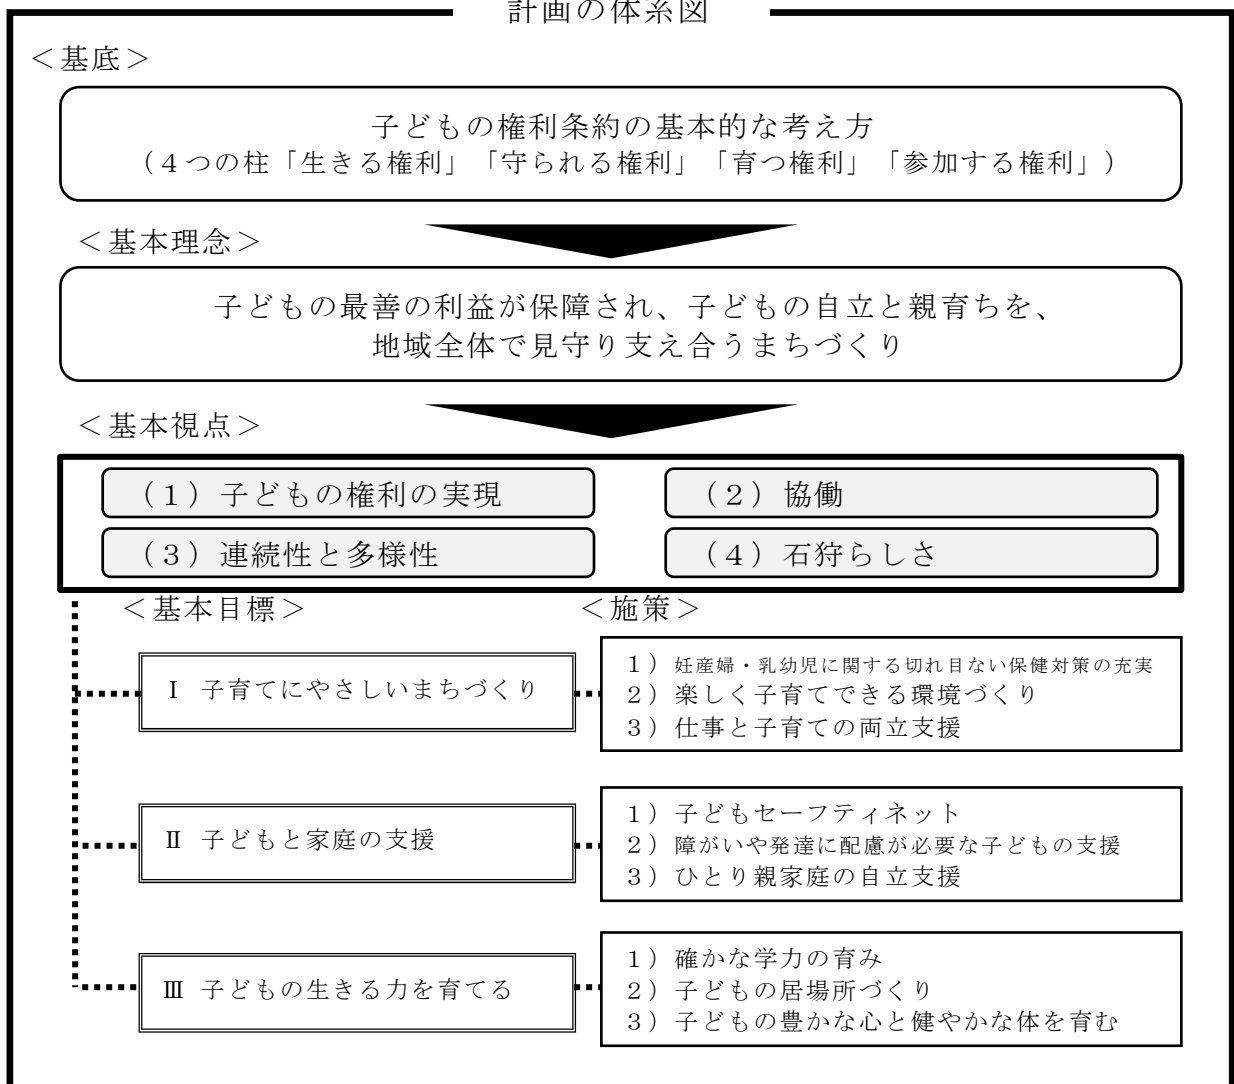 計画の体系図
＜基底＞
子どもの権利条約の基本的な考え方
（４つの柱「生きる権利」「守られる権利」「育つ権利」「参加する権利」）
＜基本理念＞
子どもの最善の利益が保障され、子どもの自立と親育ちを、
地域全体で見守り支え合うまちづくり
＜基本視点＞
（１）子どもの権利の実現
（２）協働
（３）連続性と多様性
（４）石狩らしさ
＜基本目標＞
＜施策＞
Ⅰ 子育てにやさしいまちづくり
１）妊産婦・乳幼児に関する切れ目ない保健対策の充実
２）楽しく子育てできる環境づくり
３）仕事と子育ての両立支援
Ⅱ 子どもと家庭の支援
１）子どもセーフティネット
２）障がいや発達に配慮が必要な子どもの支援
３）ひとり親家庭の自立支援
Ⅲ 子どもの生きる力を育てる
１）確かな学力の育み
２）子どもの居場所づくり
３）子どもの豊かな心と健やかな体を育む